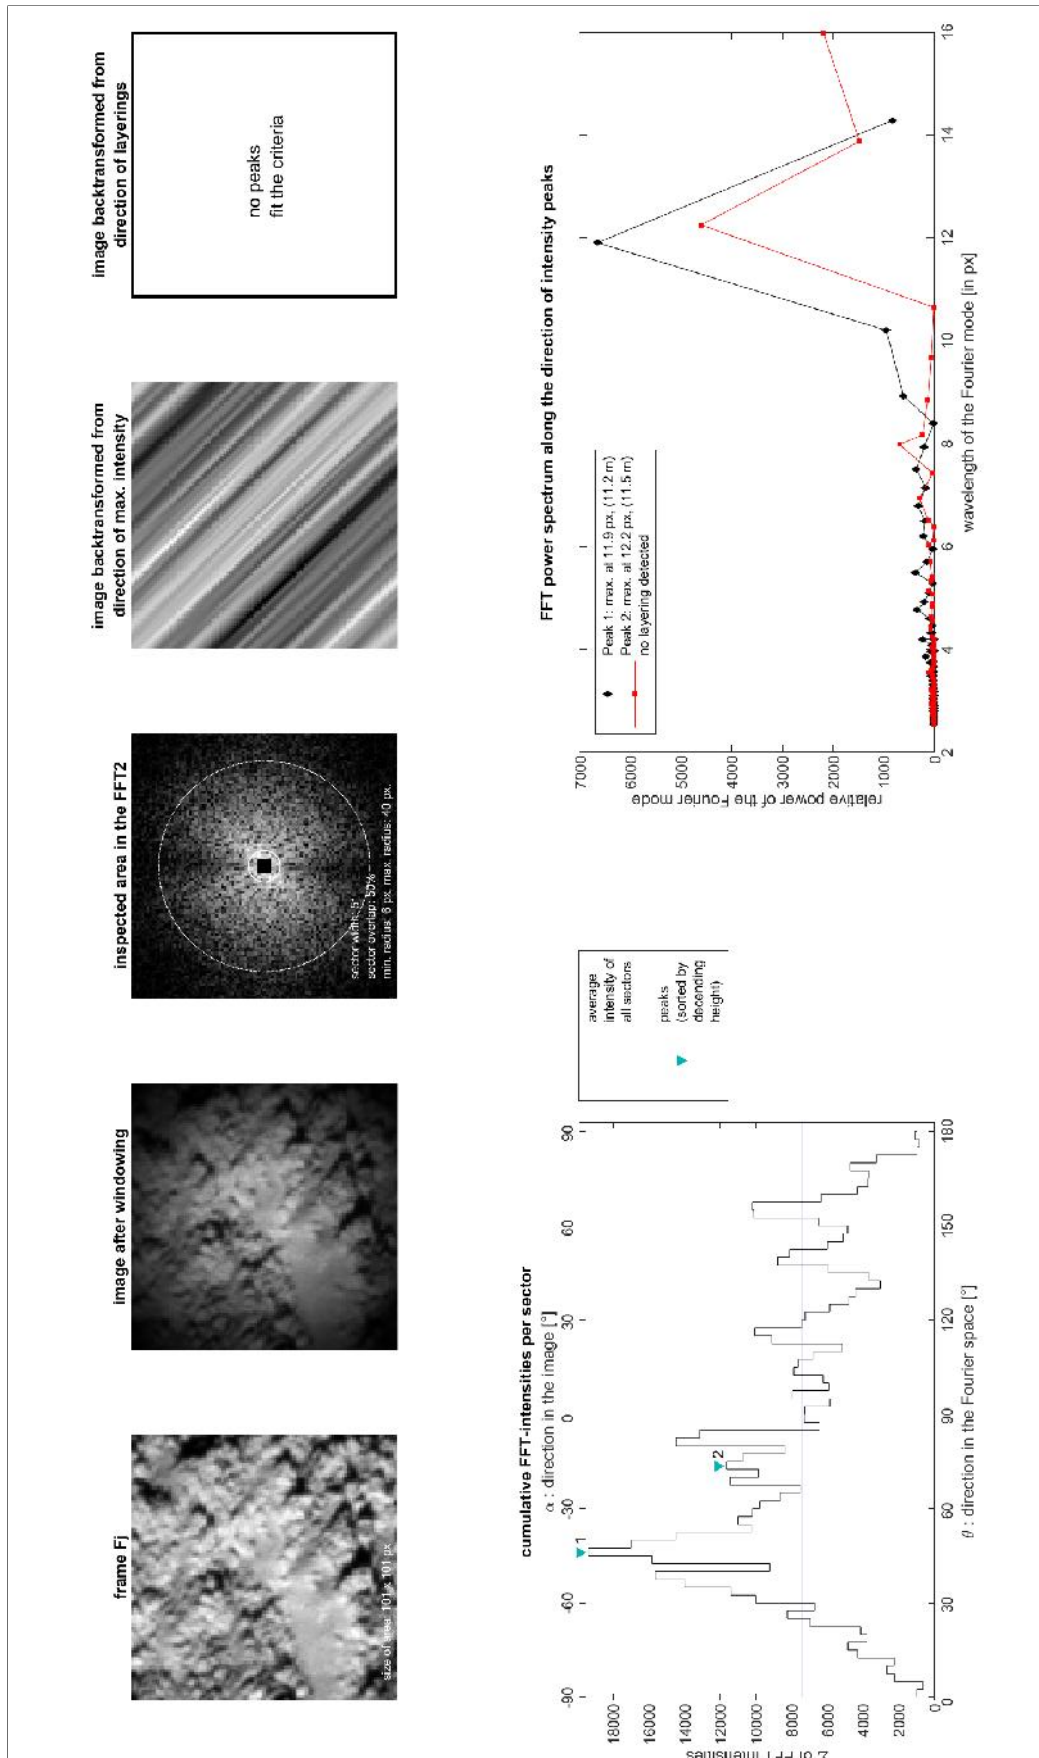 frame Fj
size of area: 101 x 101 px
image after windowing
inspected area in the FFT2
sector width: 5°
sector overlap: 50%
min. radius: 6 px, max. radius: 40 px,
image backtransformed from
direction of max. intensity
image backtransformed from
direction of layerings
no peaks
fit the criteria
cumulative FFT-intensities per sector
α : direction in the image [°]
-90 -60 -30 0 30 60 90
18000
16000
14000
12000
10000
8000
6000
4000
2000
0
Σ of FFT intensities
1
2
0 30 60 90 120 150 180
θ : direction in the Fourier space [°]
average
intensity of
all sectors
peaks
(sorted by
decending
height)
FFT power spectrum along the direction of intensity peaks
7000
6000
5000
4000
3000
2000
1000
0
relative power of the Fourier mode
Peak 1: max. at 11.9 px, (11.2 m)
Peak 2: max. at 12.2 px, (11.5 m)
no layering detected
2 4 6 8 10 12 14 16
wavelength of the Fourier mode [in px]